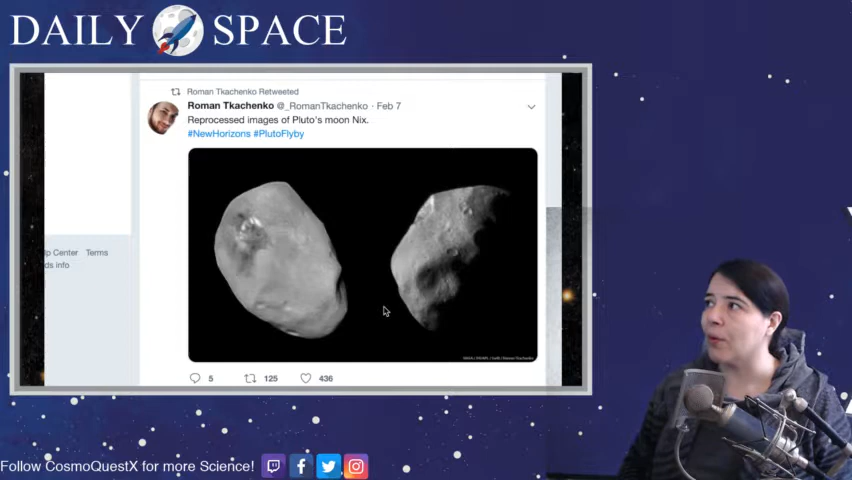 DAILY SPACE
Roman Tkachenko Retweeted
Roman Tkachenko @_RomanTkachenko · Feb 7
Reprocessed images of Pluto's moon Nix.
#NewHorizons #PlutoFlyby
lp Center Terms
ds info
5 125 436
Follow CosmoQuestX for more Science!